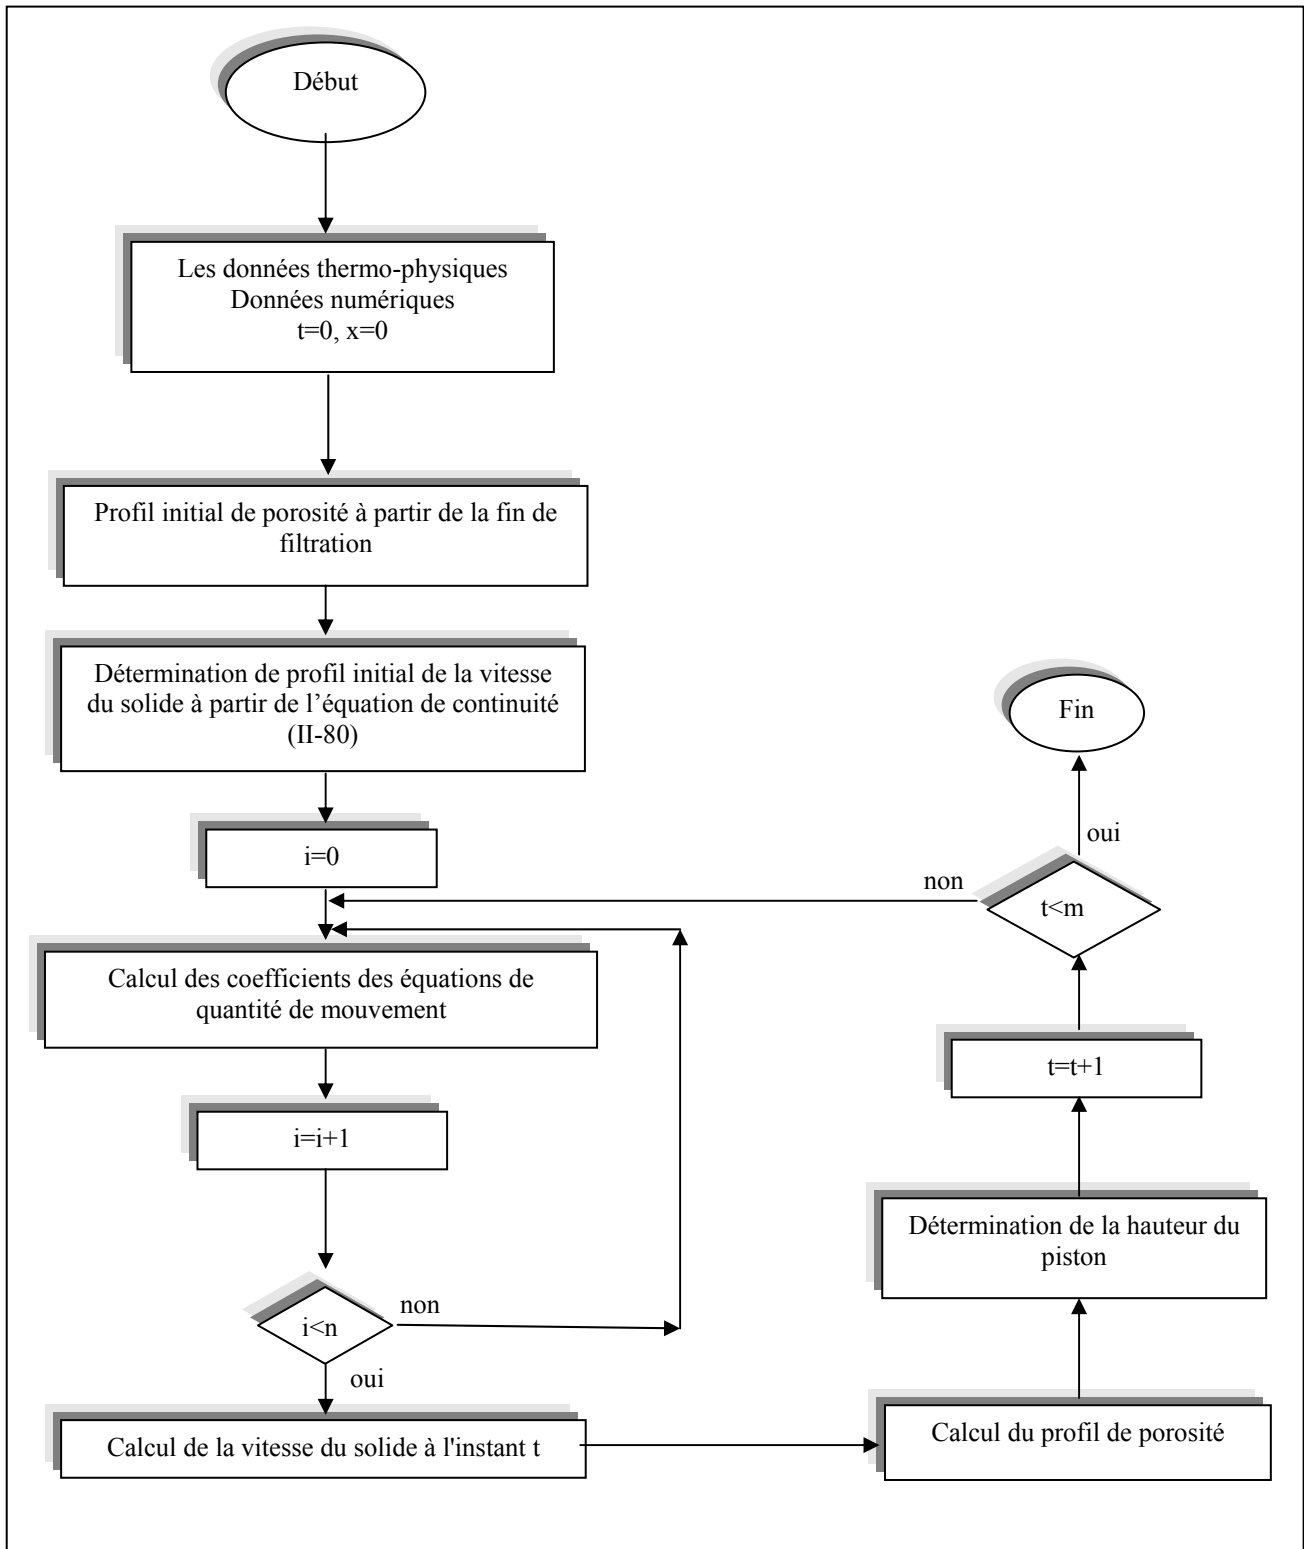 Début
Les données thermo-physiques
Données numériques
t=0, x=0
Profil initial de porosité à partir de la fin de
filtration
Détermination de profil initial de la vitesse
du solide à partir de l’équation de continuité
(II-80)
i=0
Calcul des coefficients des équations de
quantité de mouvement
i=i+1
i<n
non
oui
Calcul de la vitesse du solide à l'instant t
Calcul du profil de porosité
Détermination de la hauteur du
piston
t=t+1
t<m
non
oui
Fin